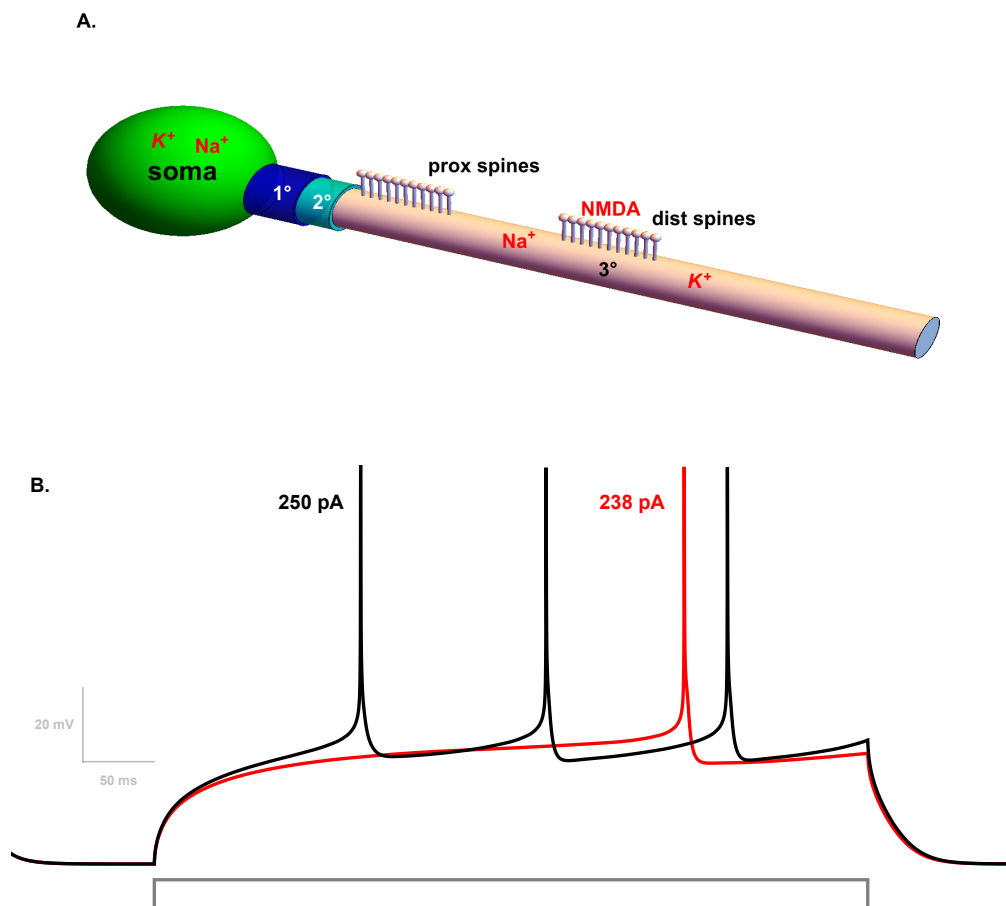 A.
K+ Na+
soma
1°
2°
prox spines
NMDA
dist spines
Na+
3°
K+
B.
250 pA
238 pA
20 mV
50 ms